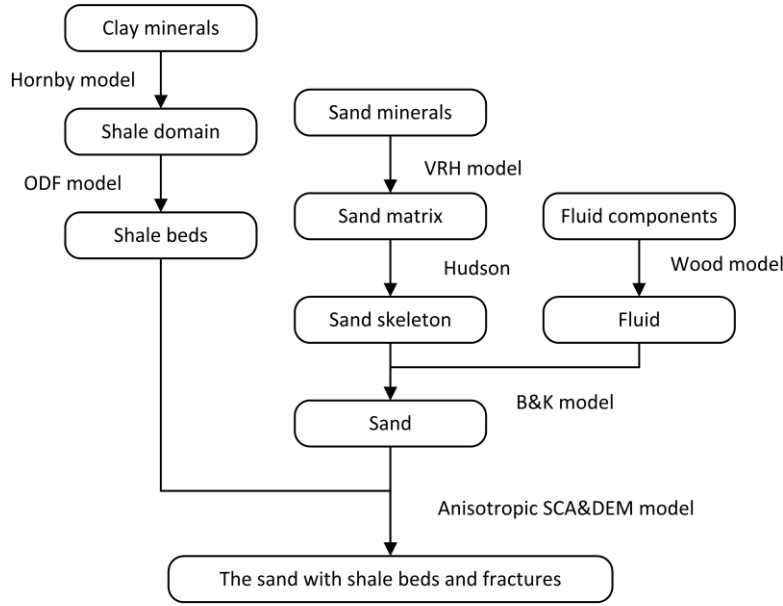 Clay minerals
Hornby model
Shale domain
ODF model
Shale beds
Sand minerals
VRH model
Sand matrix
Hudson
Sand skeleton
Fluid components
Wood model
Fluid
B&K model
Sand
Anisotropic SCA&DEM model
The sand with shale beds and fractures